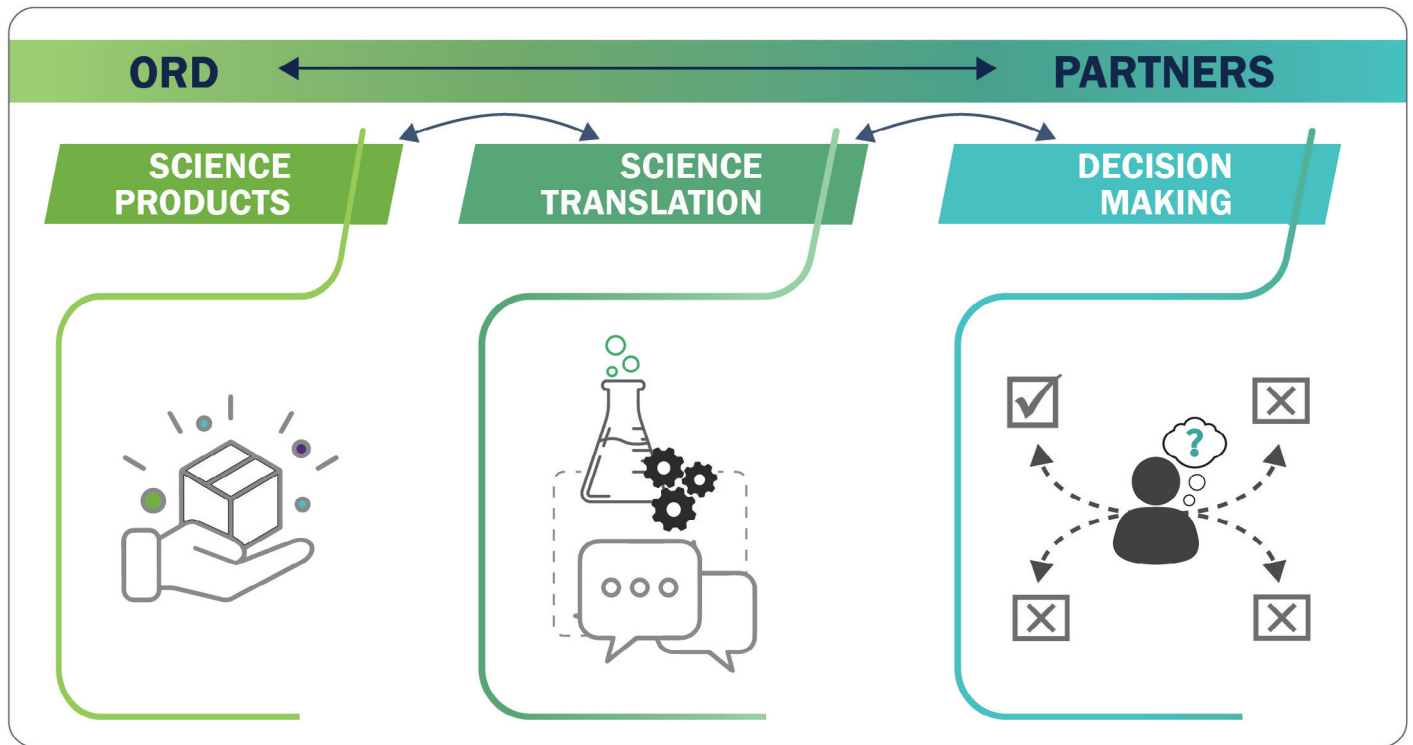 ORD PARTNERS
SCIENCE
PRODUCTS
SCIENCE
TRANSLATION
DECISION
MAKING
?